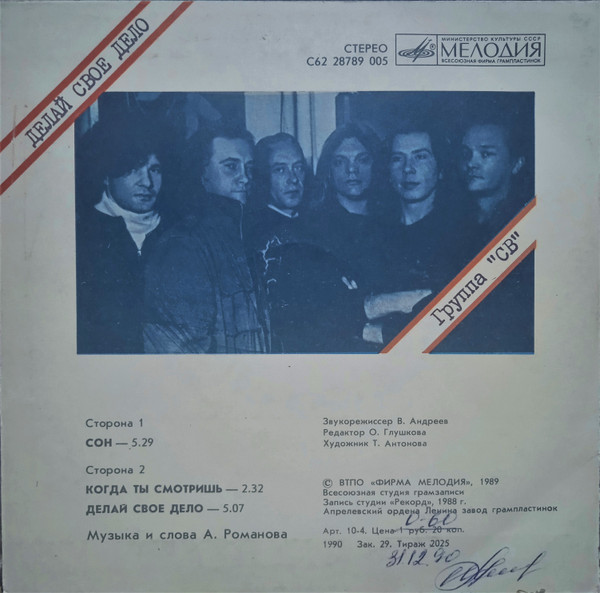 ДЕЛАЙ СВОЕ ДЕЛО
СТЕРЕО
С62 28789 005
МИНИСТЕРСТВО КУЛЬТУРЫ СССР
МЕЛОДИЯ
ВСЕСОЮЗНАЯ ФИРМА ГРАМПЛАСТИНОК
Группа "СВ"
Сторона 1
СОН — 5.29
Сторона 2
КОГДА ТЫ СМОТРИШЬ — 2.32
ДЕЛАЙ СВОЕ ДЕЛО — 5.07
Музыка и слова А. Романова
Звукорежиссер В. Андреев
Редактор О. Глушкова
Художник Т. Антонова
© ВТПО «ФИРМА МЕЛОДИЯ», 1989
Всесоюзная студия грамзаписи
Запись студии «Рекорд», 1988 г.
Апрелевский ордена Ленина завод грампластинок
0-60
Арт. 10-4. Цена 1 руб. 20 коп.
1990 Зак. 29. Тираж 2025
31.12.90